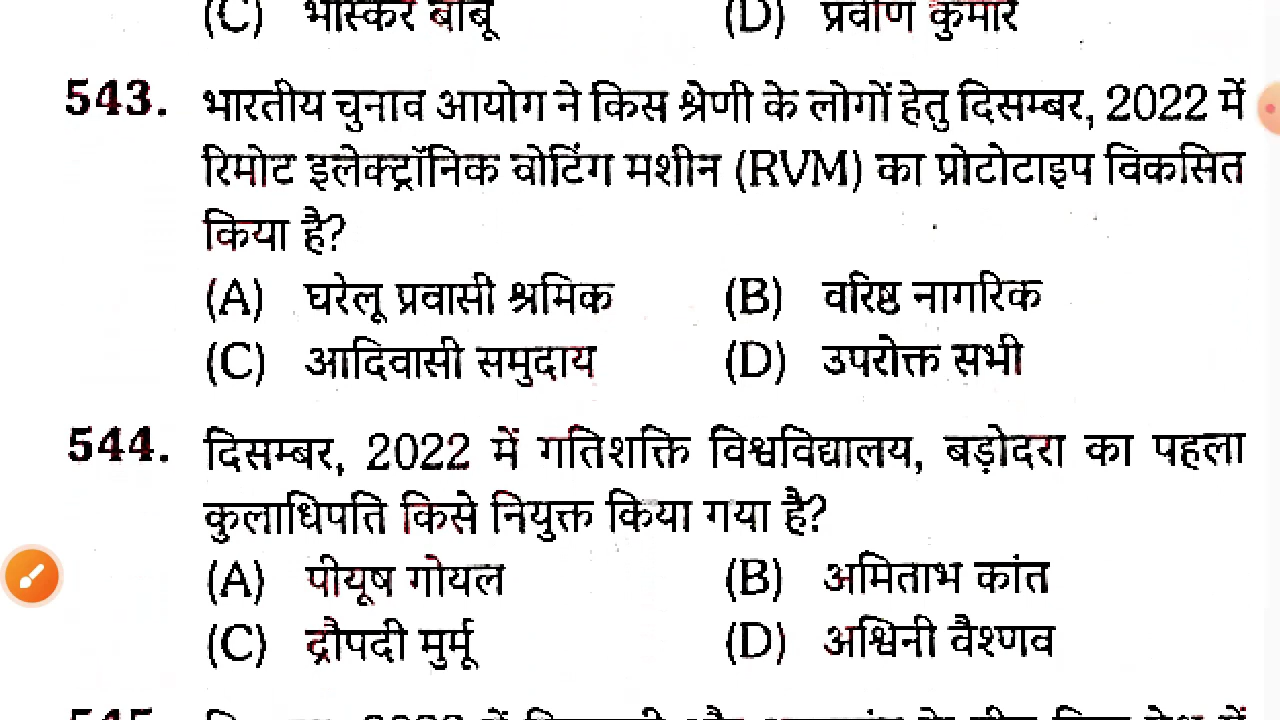 (C) भास्कर बाबू (D) प्रवीण कुमार
543. भारतीय चुनाव आयोग ने किस श्रेणी के लोगों हेतु दिसम्बर, 2022 में
रिमोट इलेक्ट्रॉनिक वोटिंग मशीन (RVM) का प्रोटोटाइप विकसित
किया है?
(A) घरेलू प्रवासी श्रमिक (B) वरिष्ठ नागरिक
(C) आदिवासी समुदाय (D) उपरोक्त सभी
544. दिसम्बर, 2022 में गतिशक्ति विश्वविद्यालय, बड़ोदरा का पहला
कुलाधिपति किसे नियुक्त किया गया है?
(A) पीयूष गोयल (B) अमिताभ कांत
(C) द्रौपदी मुर्मू (D) अश्विनी वैश्णव
545.